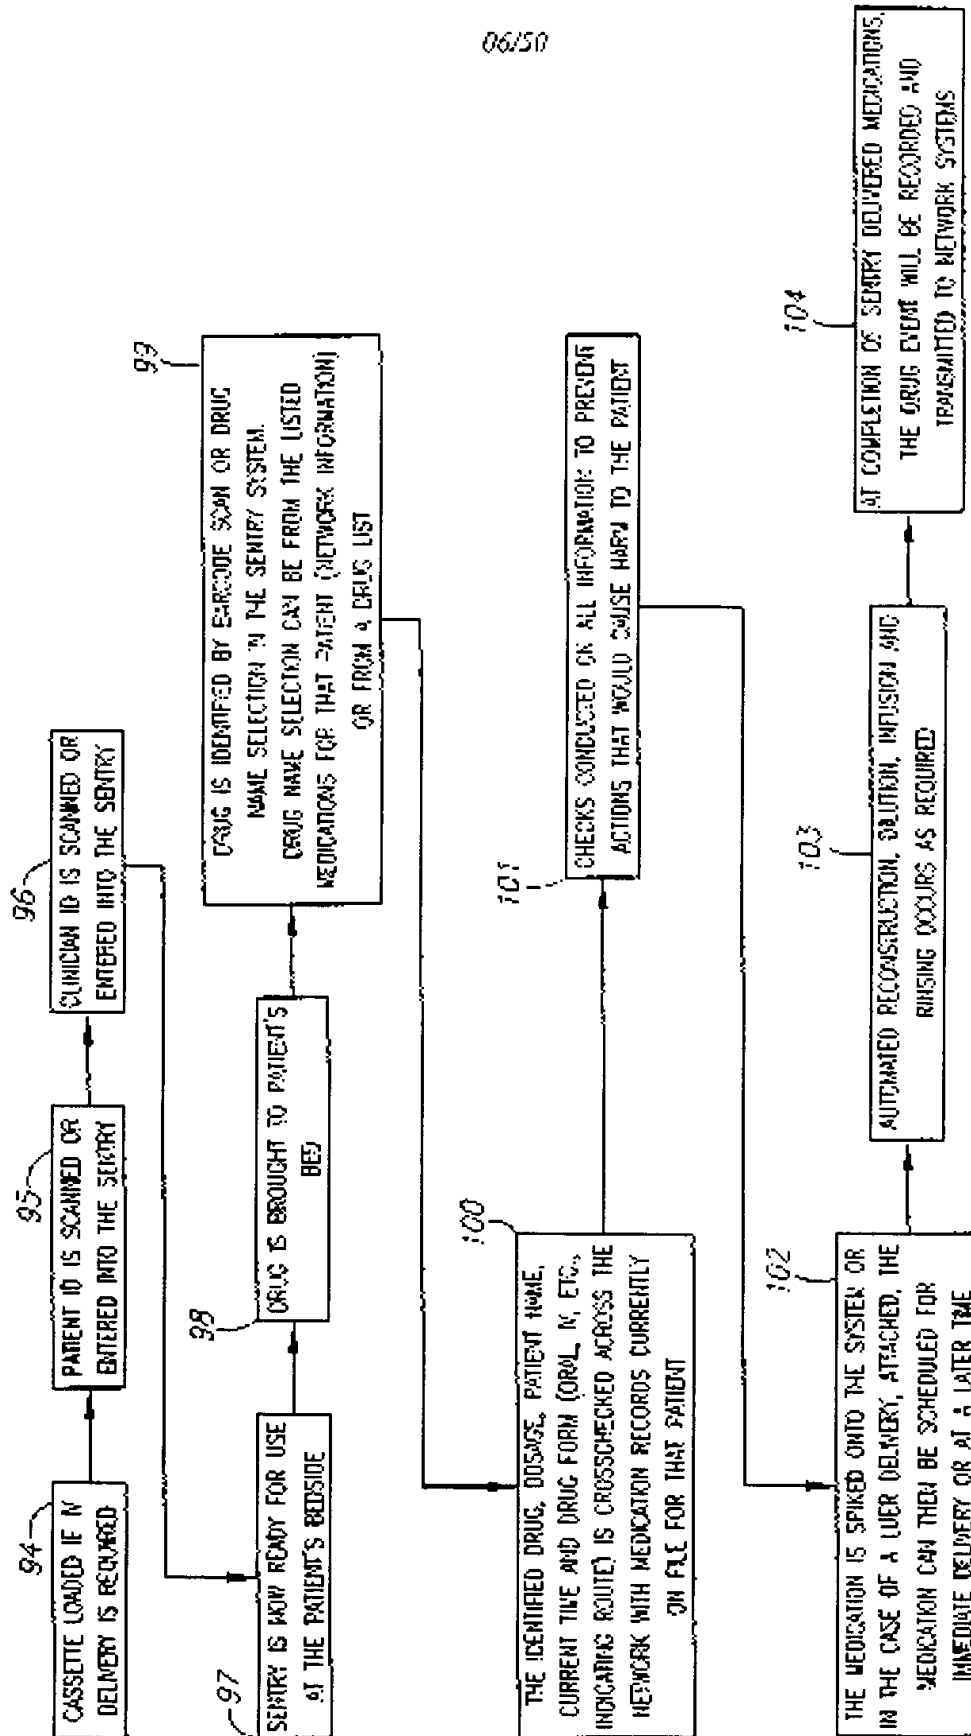 06/50
94
CASSETTE LOADED IF IV
DELIVERY IS REQUIRED
95
PATIENT ID IS SCANNED OR
ENTERED INTO THE SENTRY
96
CLINICIAN ID IS SCANNED OR
ENTERED INTO THE SENTRY
97
SENTRY IS NOW READY FOR USE
AT THE PATIENT'S BEDSIDE
98
DRUG IS BROUGHT TO PATIENT'S
BED
99
DRUG IS IDENTIFIED BY BARCODE SCAN OR DRUG
NAME SELECTION IN THE SENTRY SYSTEM.
DRUG NAME SELECTION CAN BE FROM THE LISTED
MEDICATIONS FOR THAT PATIENT (NETWORK INFORMATION)
OR FROM A DRUG LIST
100
THE IDENTIFIED DRUG, DOSAGE, PATIENT NAME,
CURRENT TIME AND DRUG FORM (ORAL, IV, ETC.,
INDICATING ROUTE) IS CROSSCHECKED ACROSS THE
NETWORK WITH MEDICATION RECORDS CURRENTLY
ON FILE FOR THAT PATIENT
101
CHECKS CONDUCTED ON ALL INFORMATION TO PREVENT
ACTIONS THAT WOULD CAUSE HARM TO THE PATIENT
102
THE MEDICATION IS SPIKED ONTO THE SYSTEM OR
IN THE CASE OF A LUER DELIVERY, ATTACHED, THE
MEDICATION CAN THEN BE SCHEDULED FOR
IMMEDIATE DELIVERY OR AT A LATER TIME
103
AUTOMATED RECONSTRUCTION, DILUTION, INFUSION AND
RINSING OCCURS AS REQUIRED
104
AT COMPLETION OF SENTRY DELIVERED MEDICATIONS,
THE DRUG EVENT WILL BE RECORDED AND
TRANSMITTED TO NETWORK SYSTEMS